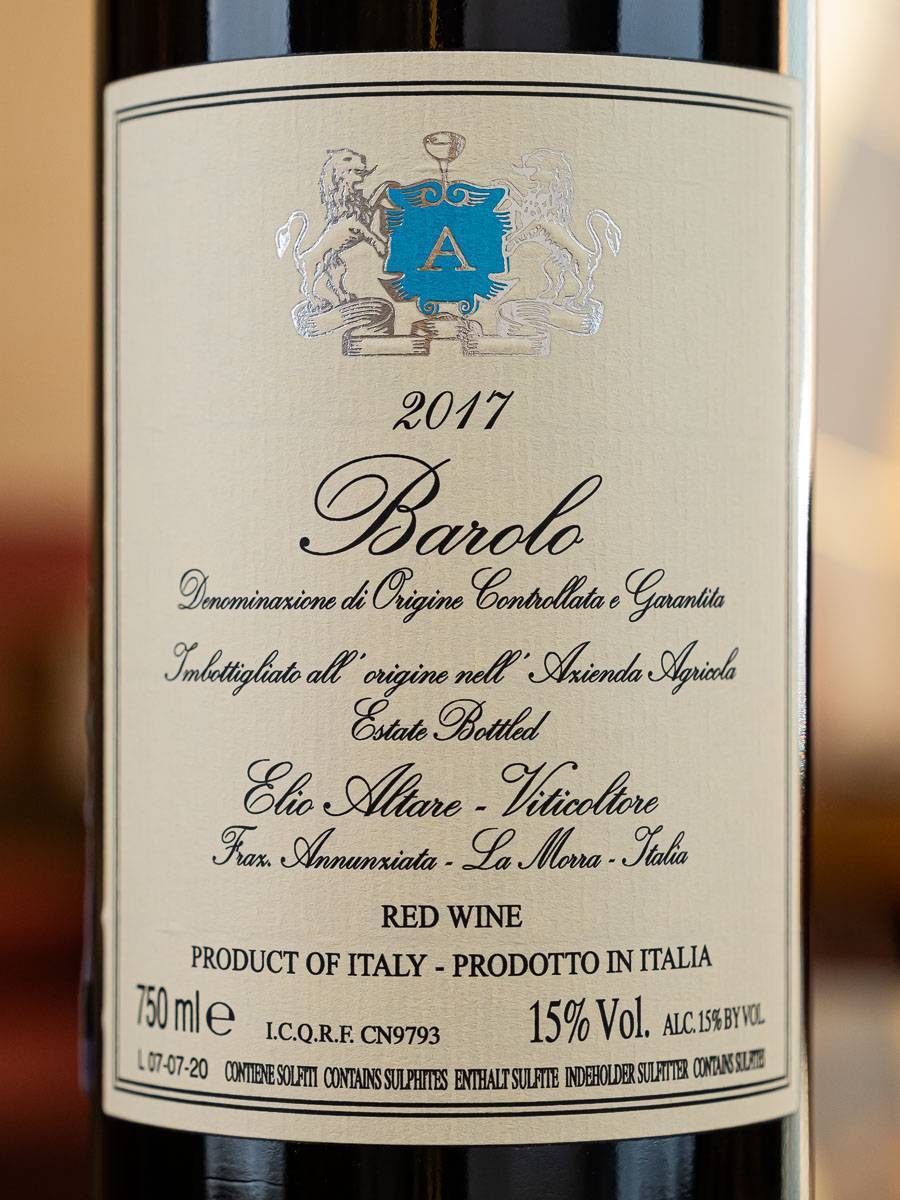 A
2017
Barolo
Denominazione di Origine Controllata e Garantita
Imbottigliato all' origine nell' Azienda Agricola
Estate Bottled
Elio Altare - Viticoltore
Fraz. Annunziata - La Morra - Italia
RED WINE
PRODUCT OF ITALY - PRODOTTO IN ITALIA
750 ml e I.C.Q.R.F. CN9793 15% Vol. ALC. 15% BY VOL.
L 07-07-20 CONTIENE SOLFITI CONTAINS SULPHITES ENTHALT SULFITE INDEHOLDER SULFITTER CONTAINS SULFITES